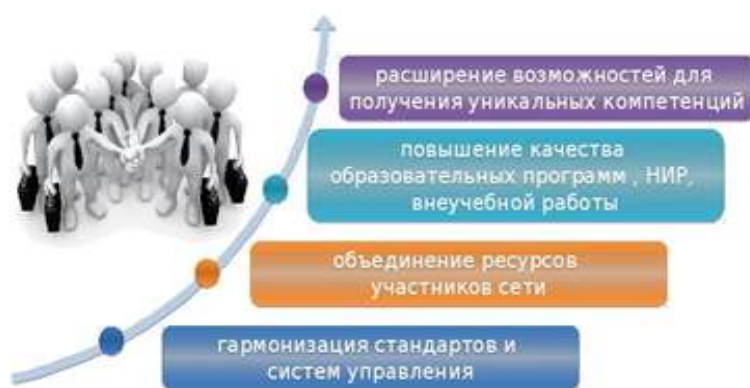 расширение возможностей для
получения уникальных компетенций
повышение качества
образовательных программ , НИР,
внеучебной работы
объединение ресурсов
участников сети
гармонизация стандартов и
систем управления